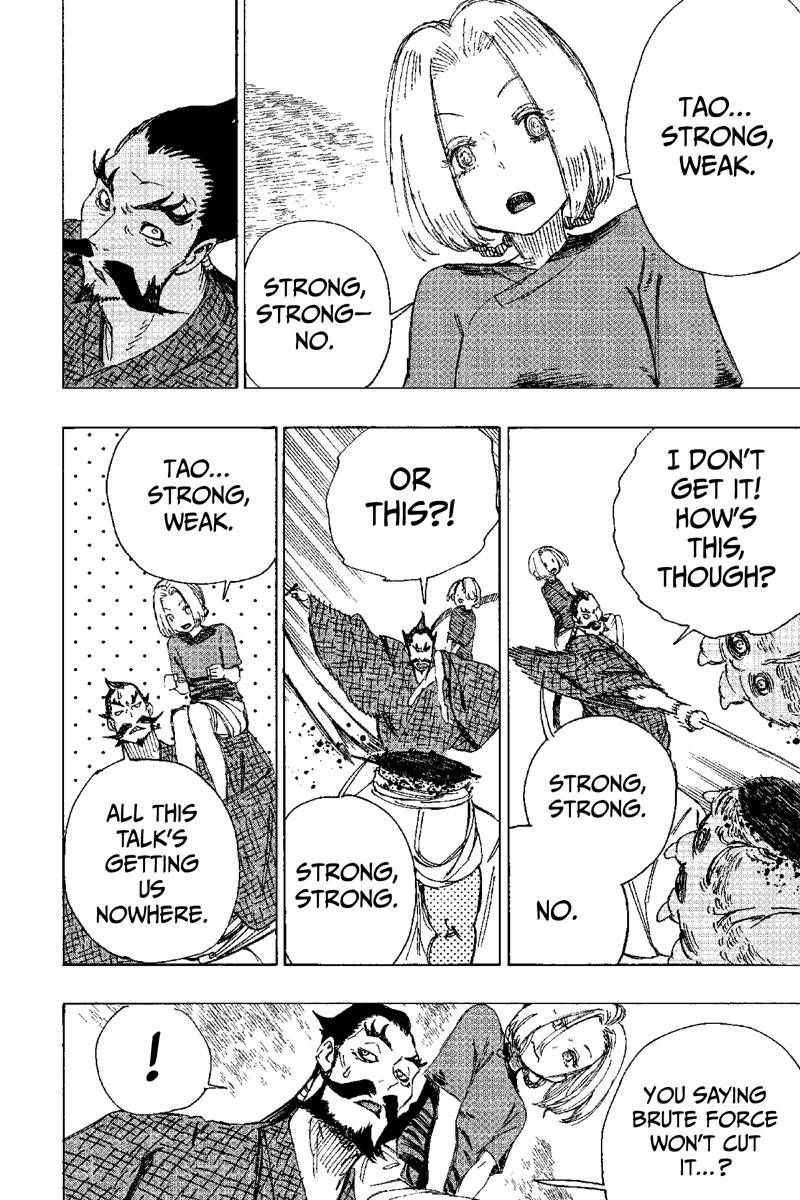 TAO...
STRONG,
WEAK.
STRONG,
STRONG—
NO.
I DON'T
GET IT!
HOW'S
THIS,
THOUGH?
STRONG,
STRONG.
NO.
OR
THIS?!
STRONG,
STRONG.
TAO...
STRONG,
WEAK.
ALL THIS
TALK'S
GETTING
US
NOWHERE.
YOU SAYING
BRUTE FORCE
WON'T CUT
IT...?
!